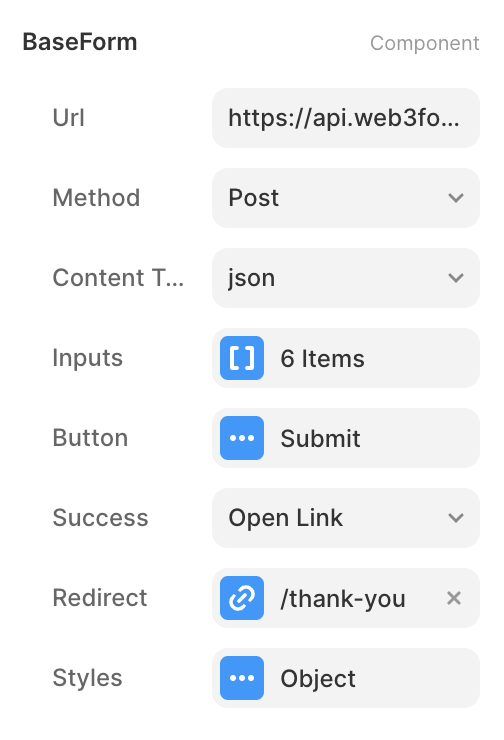 BaseForm Component
Url https://api.web3fo...
Method Post
Content T... json
Inputs 6 Items
Button Submit
Success Open Link
Redirect /thank-you
Styles Object